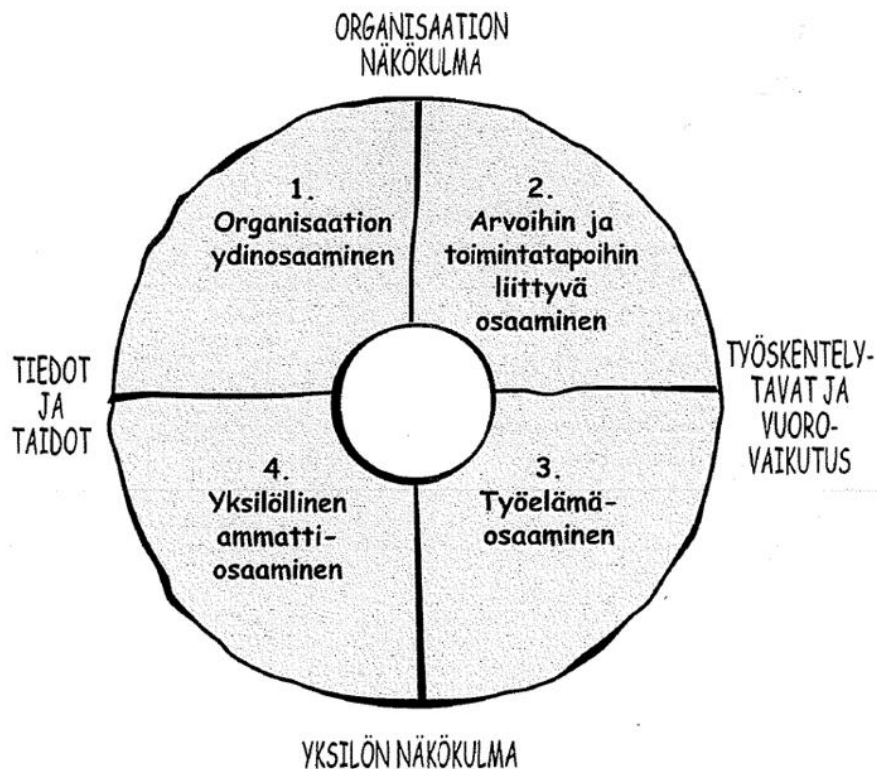 ORGANISAATION
NÄKÖKULMA
1.
Organisaation
ydinosaaminen
2.
Arvoihin ja
toimintatapoihin
liittyvä
osaaminen
TIEDOT
JA
TAIDOT
TYÖSKENTELY-
TAVAT JA
VUORO-
VAIKUTUS
4.
Yksilöllinen
ammatti-
osaaminen
3.
Työelämä-
osaaminen
YKSILÖN NÄKÖKULMA